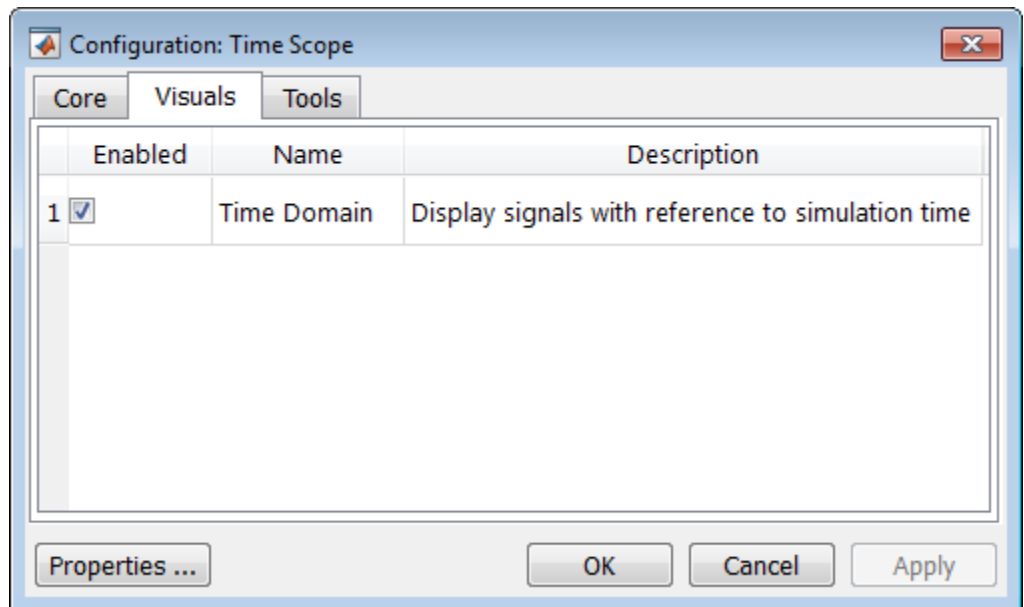 Configuration: Time Scope
Core Visuals Tools
Enabled Name Description
1 Time Domain Display signals with reference to simulation time
Properties ... OK Cancel Apply